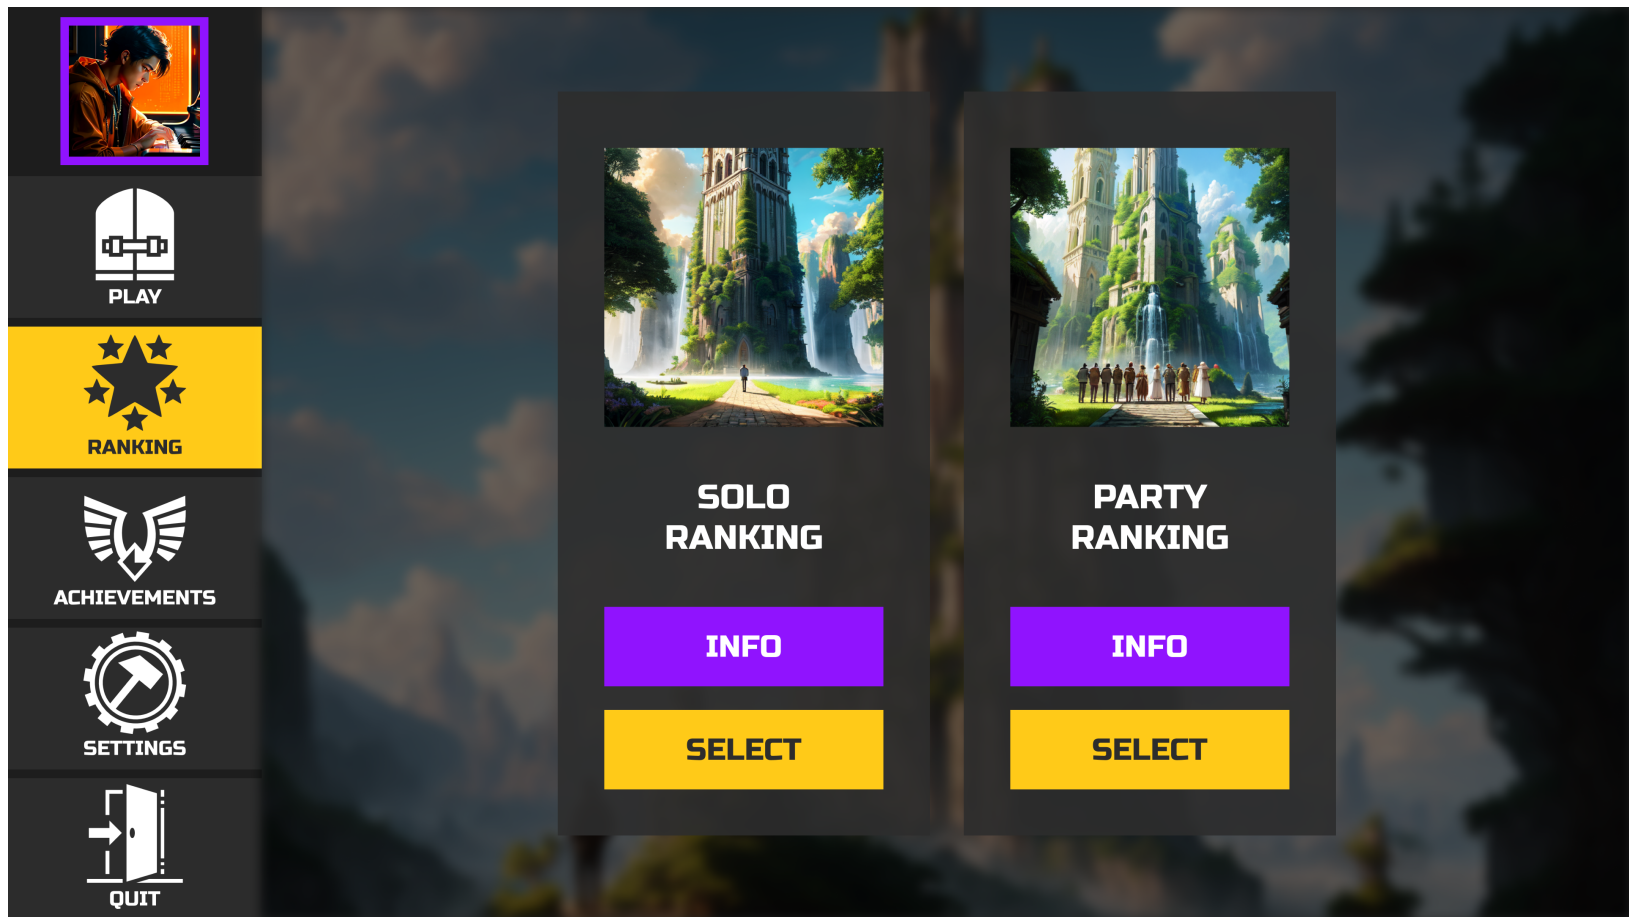 PLAY
RANKING
ACHIEVEMENTS
SETTINGS
QUIT
SOLO
RANKING
INFO
SELECT
PARTY
RANKING
INFO
SELECT